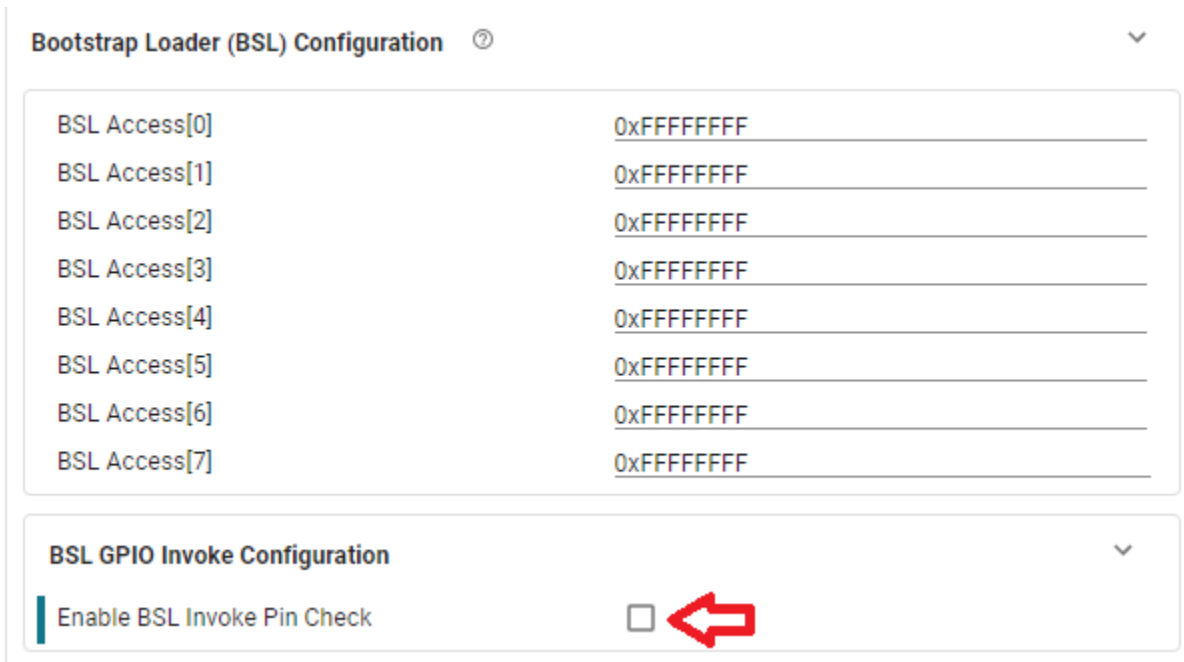 Bootstrap Loader (BSL) Configuration ?
BSL Access[0] 0xFFFFFFFF
BSL Access[1] 0xFFFFFFFF
BSL Access[2] 0xFFFFFFFF
BSL Access[3] 0xFFFFFFFF
BSL Access[4] 0xFFFFFFFF
BSL Access[5] 0xFFFFFFFF
BSL Access[6] 0xFFFFFFFF
BSL Access[7] 0xFFFFFFFF
BSL GPIO Invoke Configuration
Enable BSL Invoke Pin Check